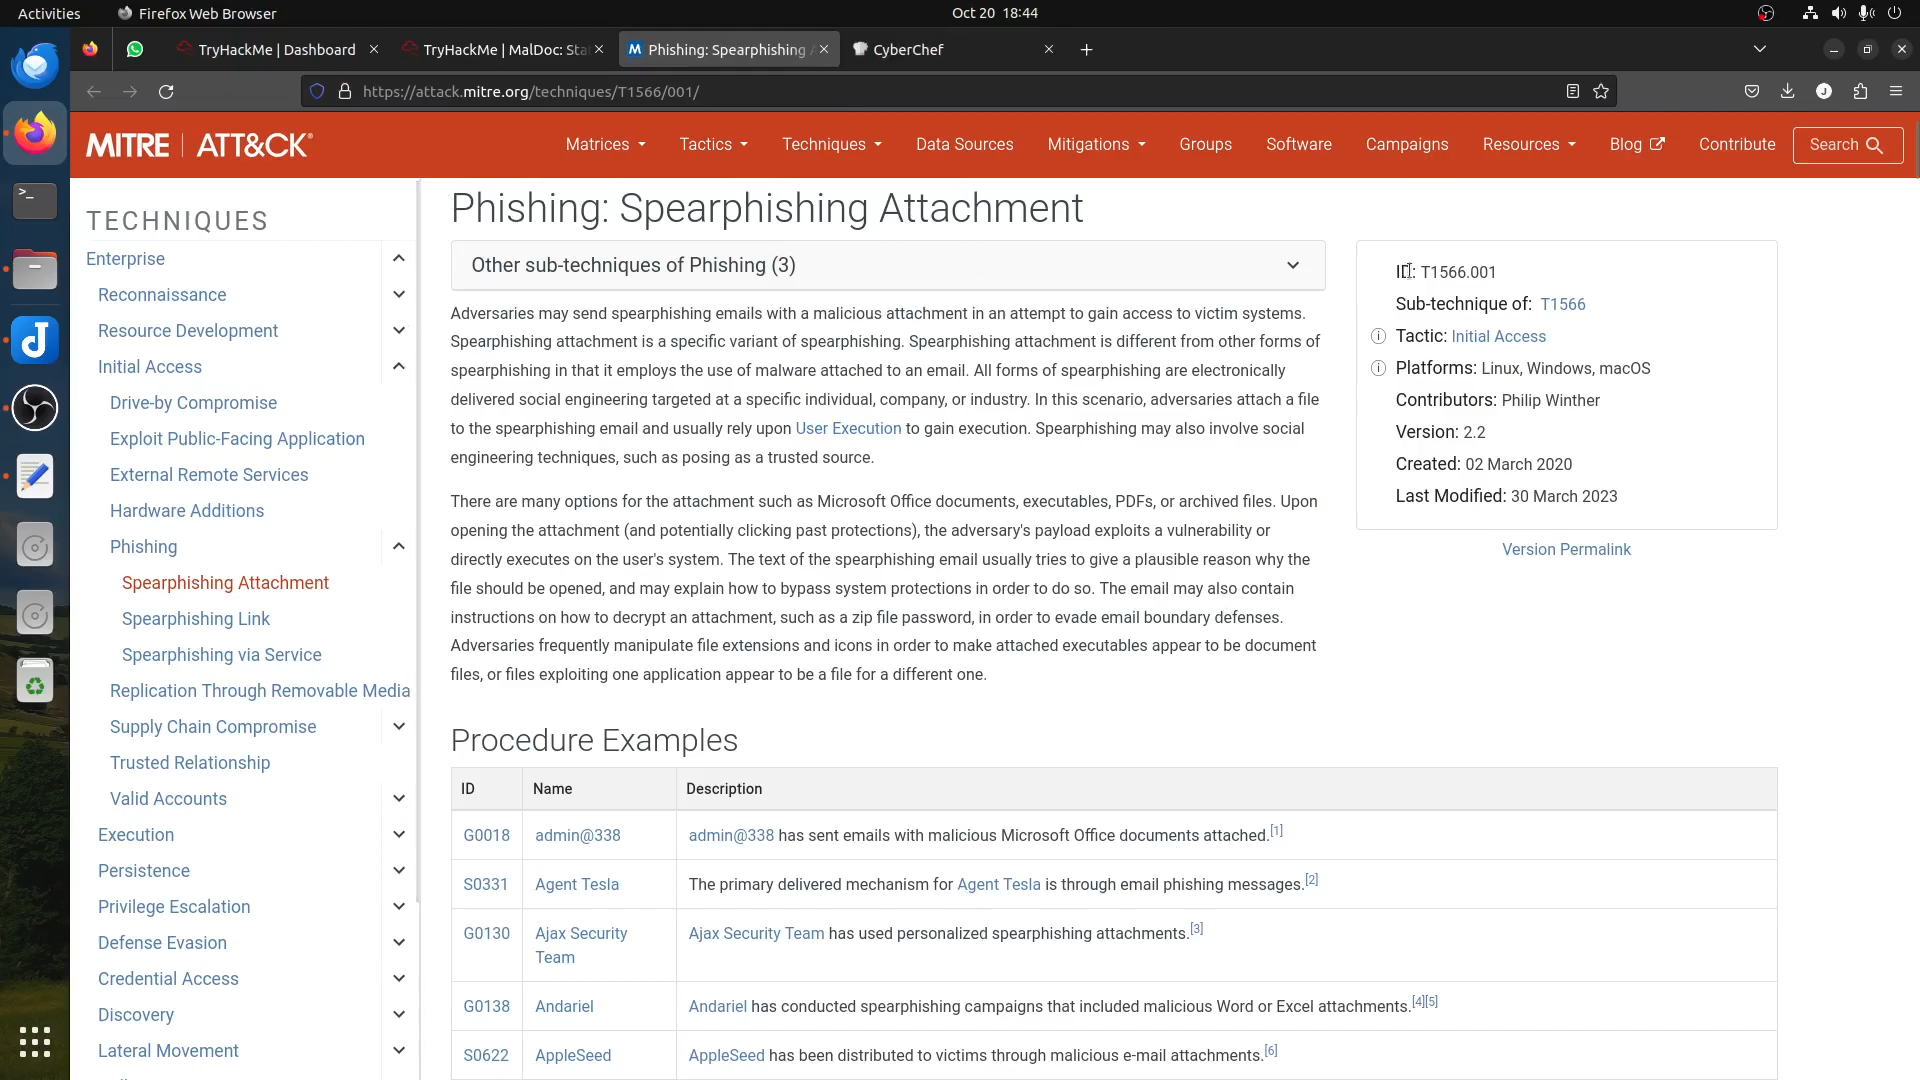 Activities
Firefox Web Browser
Oct 20 18:44
TryHackMe | Dashboard
TryHackMe | MalDoc: Sta
Phishing: Spearphishing A
CyberChef
https://attack.mitre.org/techniques/T1566/001/
MITRE | ATT&CK®
Matrices
Tactics
Techniques
Data Sources
Mitigations
Groups
Software
Campaigns
Resources
Blog
Contribute
Search
TECHNIQUES
Enterprise
Reconnaissance
Resource Development
Initial Access
Drive-by Compromise
Exploit Public-Facing Application
External Remote Services
Hardware Additions
Phishing
Spearphishing Attachment
Spearphishing Link
Spearphishing via Service
Replication Through Removable Media
Supply Chain Compromise
Trusted Relationship
Valid Accounts
Execution
Persistence
Privilege Escalation
Defense Evasion
Credential Access
Discovery
Lateral Movement
Phishing: Spearphishing Attachment
Other sub-techniques of Phishing (3)
Adversaries may send spearphishing emails with a malicious attachment in an attempt to gain access to victim systems.
Spearphishing attachment is a specific variant of spearphishing. Spearphishing attachment is different from other forms of
spearphishing in that it employs the use of malware attached to an email. All forms of spearphishing are electronically
delivered social engineering targeted at a specific individual, company, or industry. In this scenario, adversaries attach a file
to the spearphishing email and usually rely upon User Execution to gain execution. Spearphishing may also involve social
engineering techniques, such as posing as a trusted source.
There are many options for the attachment such as Microsoft Office documents, executables, PDFs, or archived files. Upon
opening the attachment (and potentially clicking past protections), the adversary's payload exploits a vulnerability or
directly executes on the user's system. The text of the spearphishing email usually tries to give a plausible reason why the
file should be opened, and may explain how to bypass system protections in order to do so. The email may also contain
instructions on how to decrypt an attachment, such as a zip file password, in order to evade email boundary defenses.
Adversaries frequently manipulate file extensions and icons in order to make attached executables appear to be document
files, or files exploiting one application appear to be a file for a different one.
ID: T1566.001
Sub-technique of: T1566
Tactic: Initial Access
Platforms: Linux, Windows, macOS
Contributors: Philip Winther
Version: 2.2
Created: 02 March 2020
Last Modified: 30 March 2023
Version Permalink
Procedure Examples
ID Name Description
G0018 admin@338 admin@338 has sent emails with malicious Microsoft Office documents attached.[1]
S0331 Agent Tesla The primary delivered mechanism for Agent Tesla is through email phishing messages.[2]
G0130 Ajax Security Ajax Security Team has used personalized spearphishing attachments.[3]
Team
G0138 Andariel Andariel has conducted spearphishing campaigns that included malicious Word or Excel attachments.[4][5]
S0622 AppleSeed AppleSeed has been distributed to victims through malicious e-mail attachments.[6]